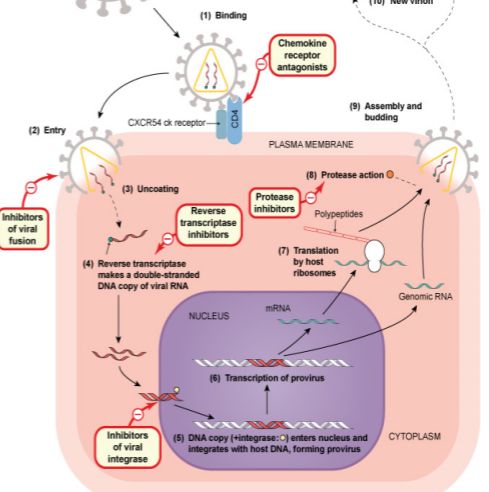 (10) New virion
(1) Binding
Chemokine
receptor
antagonists
CXCR54 ck receptor
CD4
(9) Assembly and
budding
(2) Entry
PLASMA MEMBRANE
(8) Protease action
(3) Uncoating
Protease
inhibitors
Inhibitors
of viral
fusion
Reverse
transcriptase
inhibitors
Polypeptides
(4) Reverse transcriptase
makes a double-stranded
DNA copy of viral RNA
(7) Translation
by host
ribosomes
Genomic RNA
NUCLEUS
mRNA
(6) Transcription of provirus
Inhibitors
of viral
integrase
(5) DNA copy (+integrase: ) enters nucleus and
integrates with host DNA, forming provirus
CYTOPLASM